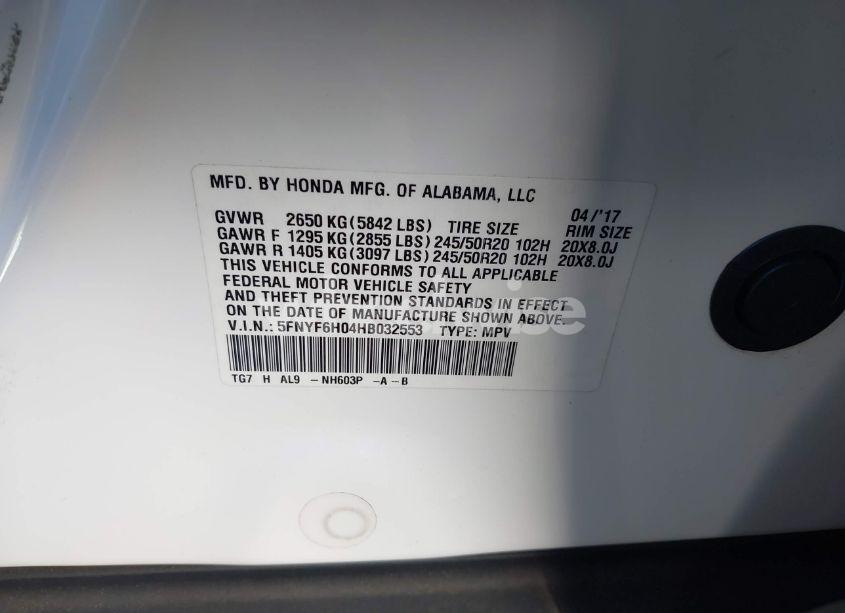 MFD. BY HONDA MFG. OF ALABAMA, LLC
04/'17
GVWR 2650 KG (5842 LBS) TIRE SIZE RIM SIZE
GAWR F 1295 KG (2855 LBS) 245/50R20 102H 20X8.0J
GAWR R 1405 KG (3097 LBS) 245/50R20 102H 20X8.0J
THIS VEHICLE CONFORMS TO ALL APPLICABLE
FEDERAL MOTOR VEHICLE SAFETY
AND THEFT PREVENTION STANDARDS IN EFFECT
ON THE DATE OF MANUFACTURE SHOWN ABOVE.
V.I.N.: 5FNYF6H04HB032553 TYPE: MPV
TG7 H AL9 -NH603P -A -B